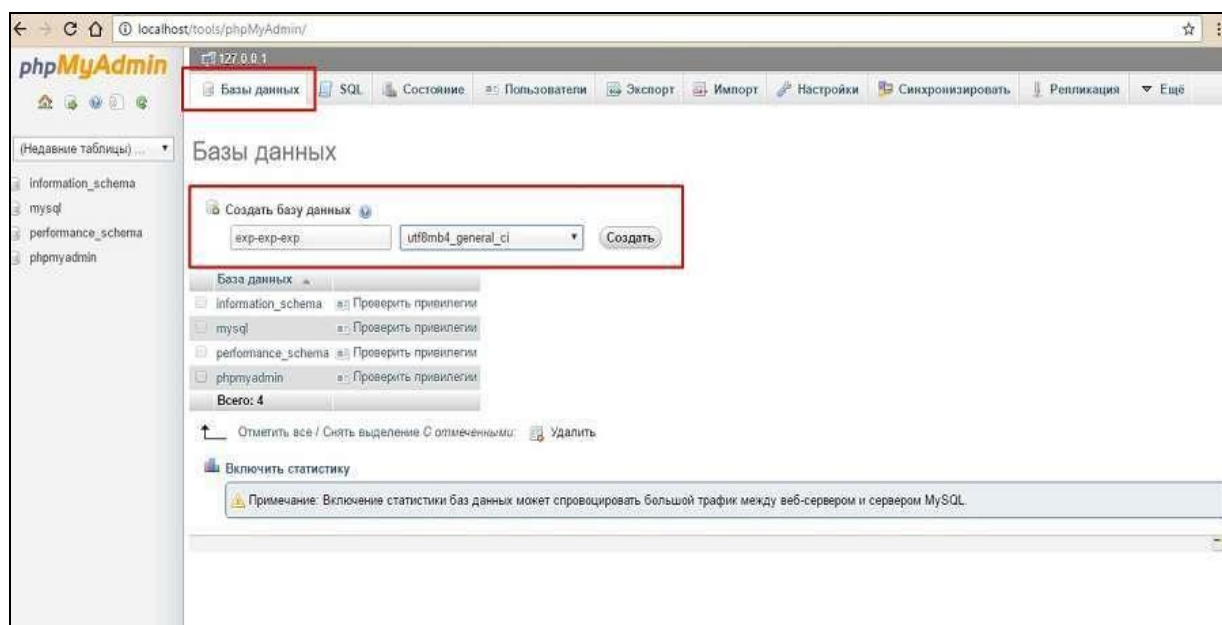 localhost/tools/phpMyAdmin/
phpMyAdmin
127.0.0.1
Базы данных SQL Состояние Пользователи Экспорт Импорт Настройки Синхронизировать Репликация Ещё
(Недавние таблицы) ...
information_schema
mysql
performance_schema
phpmyadmin
Базы данных
Создать базу данных
exp-exp-exp utf8mb4_general_ci Создать
База данных
information_schema Проверить привилегии
mysql Проверить привилегии
performance_schema Проверить привилегии
phpmyadmin Проверить привилегии
Всего: 4
Отметить все / Снять выделение С отмеченными: Удалить
Включить статистику
Примечание: Включение статистики баз данных может спровоцировать большой трафик между веб-сервером и сервером MySQL.